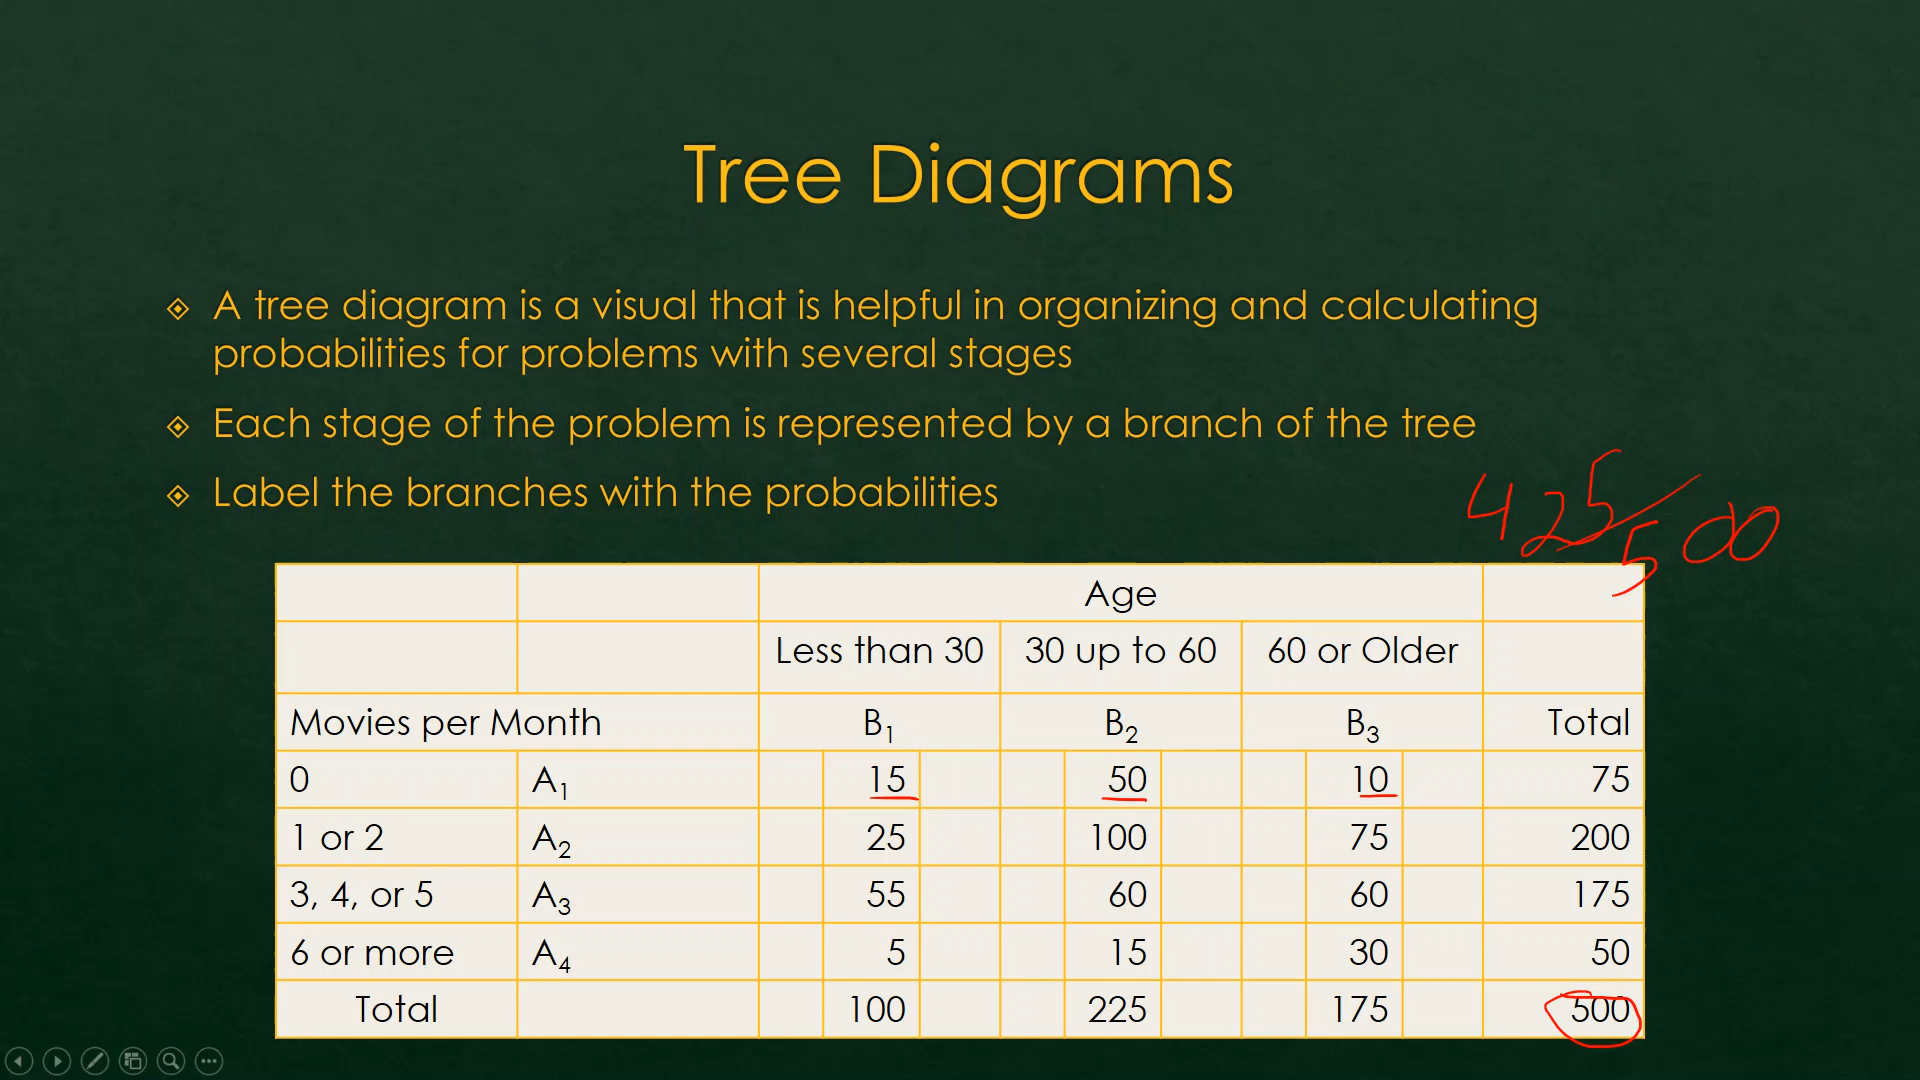 Tree Diagrams
A tree diagram is a visual that is helpful in organizing and calculating
probabilities for problems with several stages
Each stage of the problem is represented by a branch of the tree
Label the branches with the probabilities
425/500
Age
Less than 30 30 up to 60 60 or Older
Movies per Month B₁ B₂ B₃ Total
0 A₁ 15 50 10 75
1 or 2 A₂ 25 100 75 200
3, 4, or 5 A₃ 55 60 60 175
6 or more A₄ 5 15 30 50
Total 100 225 175 500